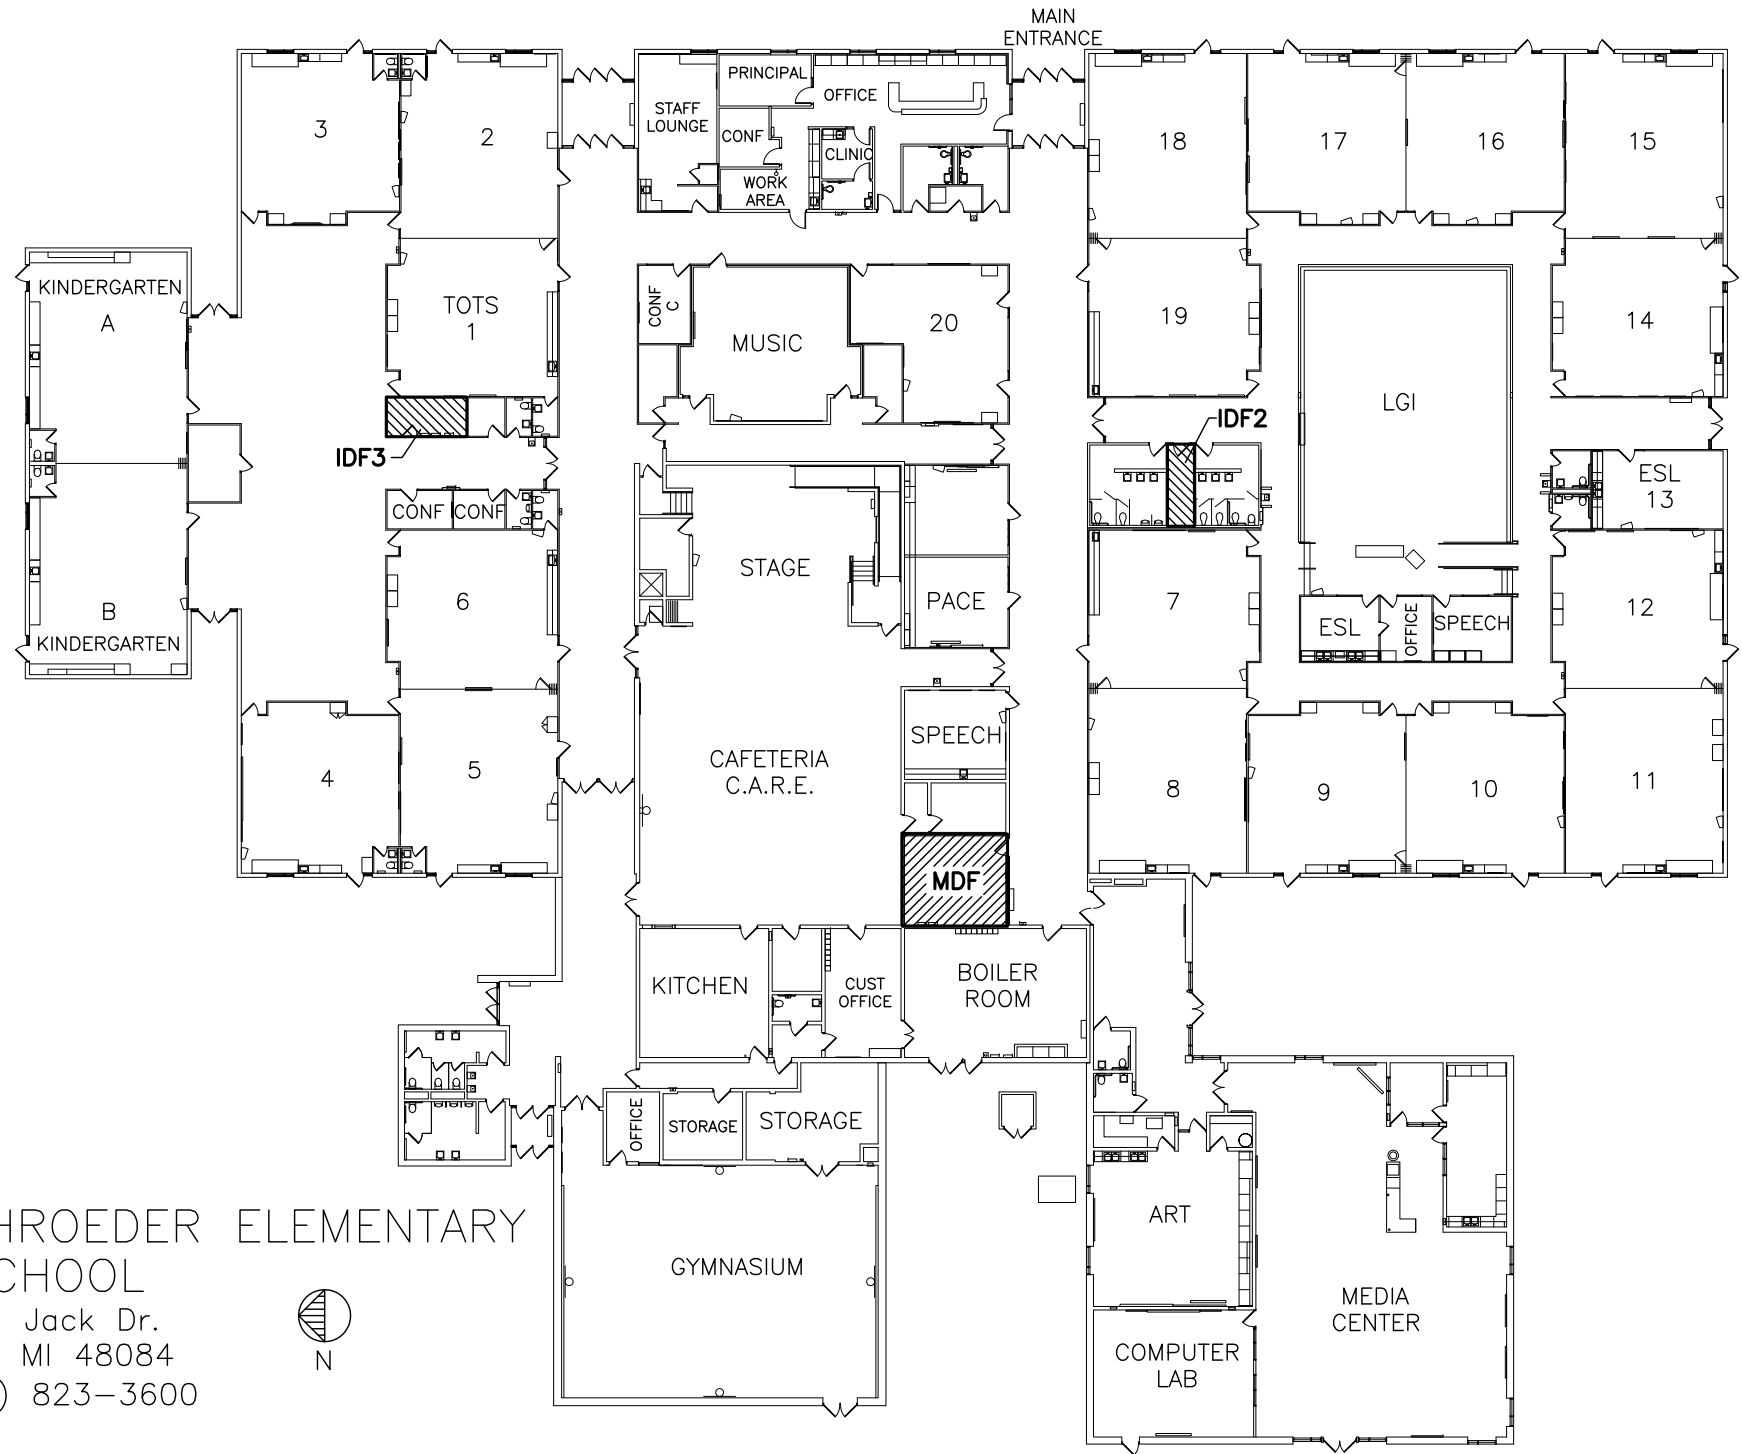 MAIN
ENTRANCE
PRINCIPAL
OFFICE
STAFF
LOUNGE
CONF
CLINIC
WORK
AREA
3
2
18
17
16
15
KINDERGARTEN
A
TOTS
1
CONF
C
MUSIC
20
19
LGI
14
IDF3
IDF2
ESL
13
CONF
CONF
STAGE
6
PACE
7
12
B
KINDERGARTEN
ESL
OFFICE
SPEECH
SPEECH
CAFETERIA
C.A.R.E.
4
5
8
9
10
11
MDF
KITCHEN
CUST
OFFICE
BOILER
ROOM
OFFICE
STORAGE
STORAGE
ART
GYMNASIUM
MEDIA
CENTER
COMPUTER
LAB
HROEDER ELEMENTARY
CHOOL
Jack Dr.
MI 48084
) 823-3600
N